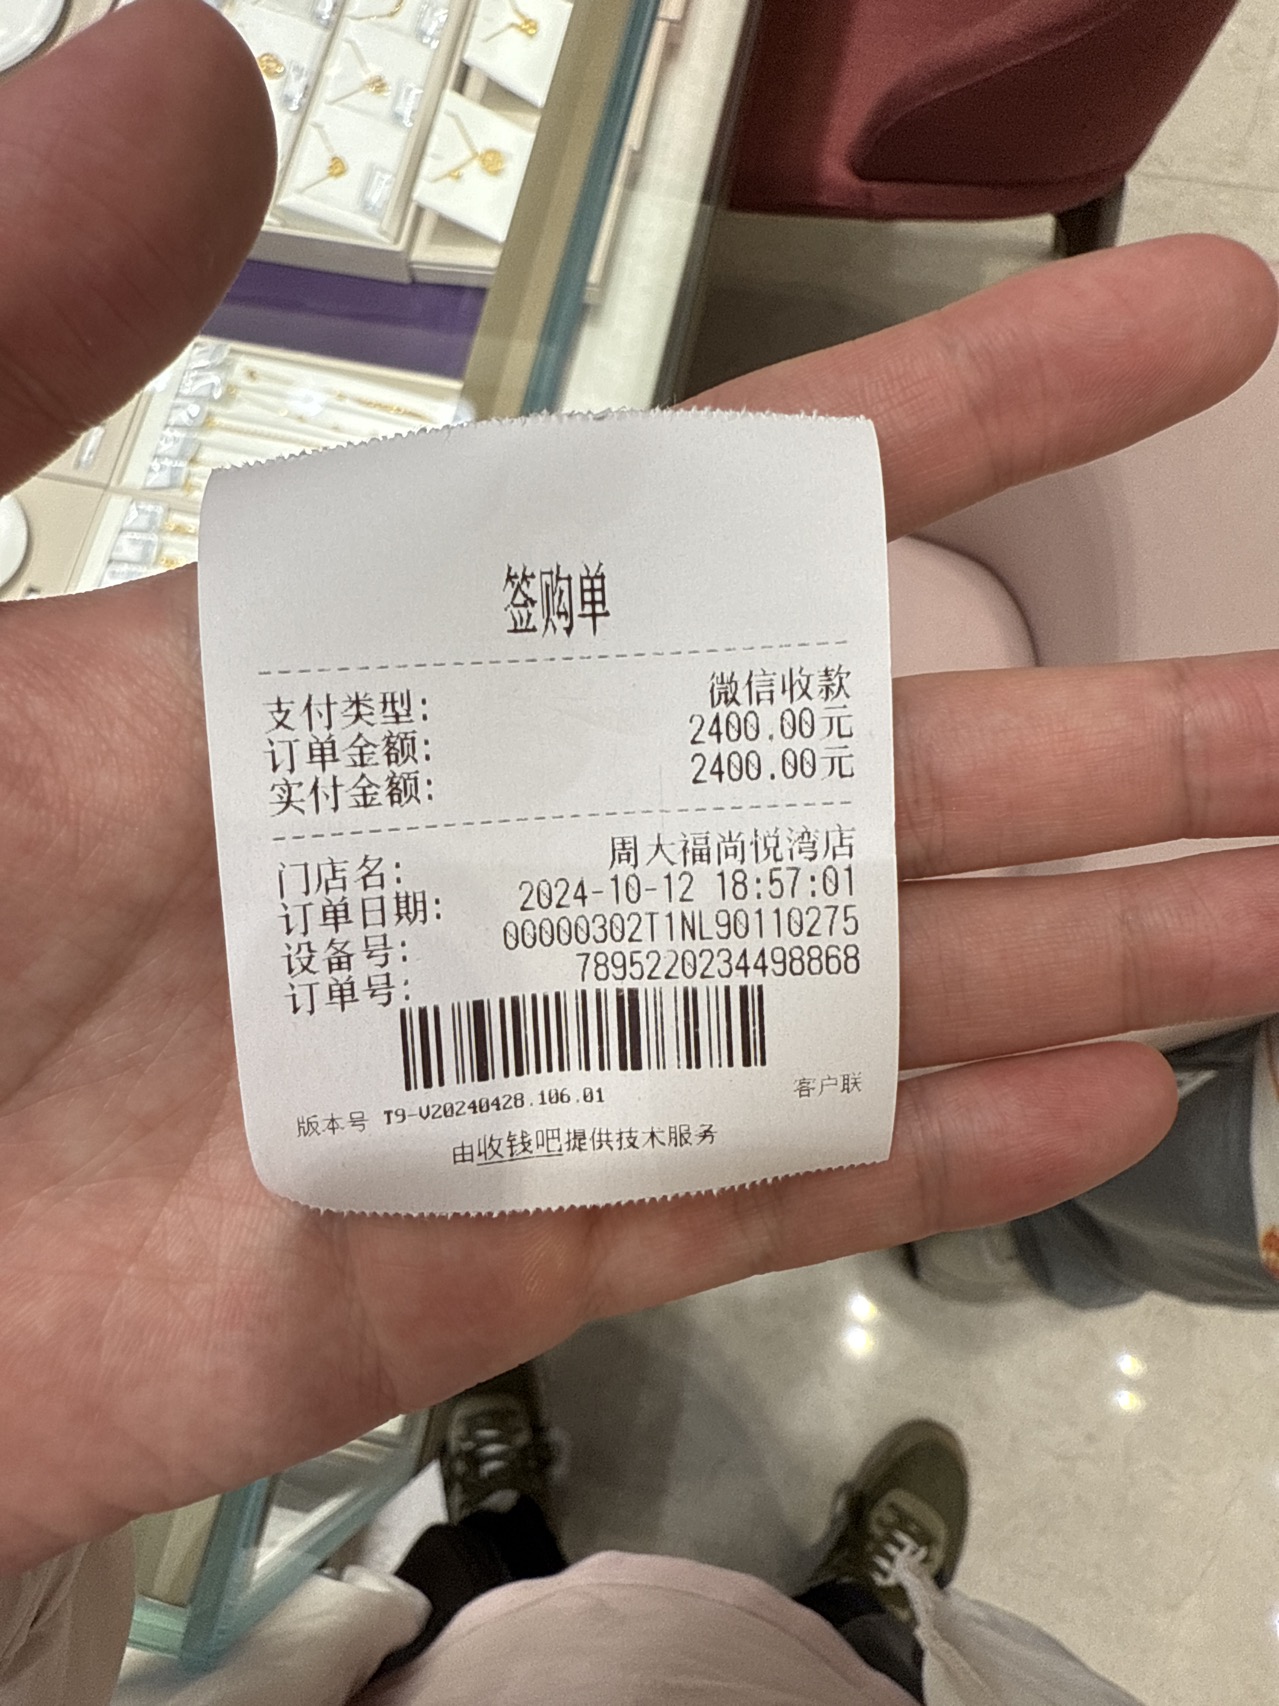 签购单
支付类型: 微信收款
订单金额: 2400.00元
实付金额: 2400.00元
门店名: 周大福尚悦湾店
订单日期: 2024-10-12 18:57:01
设备号: 00000302T1NL90110275
订单号: 7895220234498868
版本号 T9-V20240428.106.01 客户联
由收钱吧提供技术服务